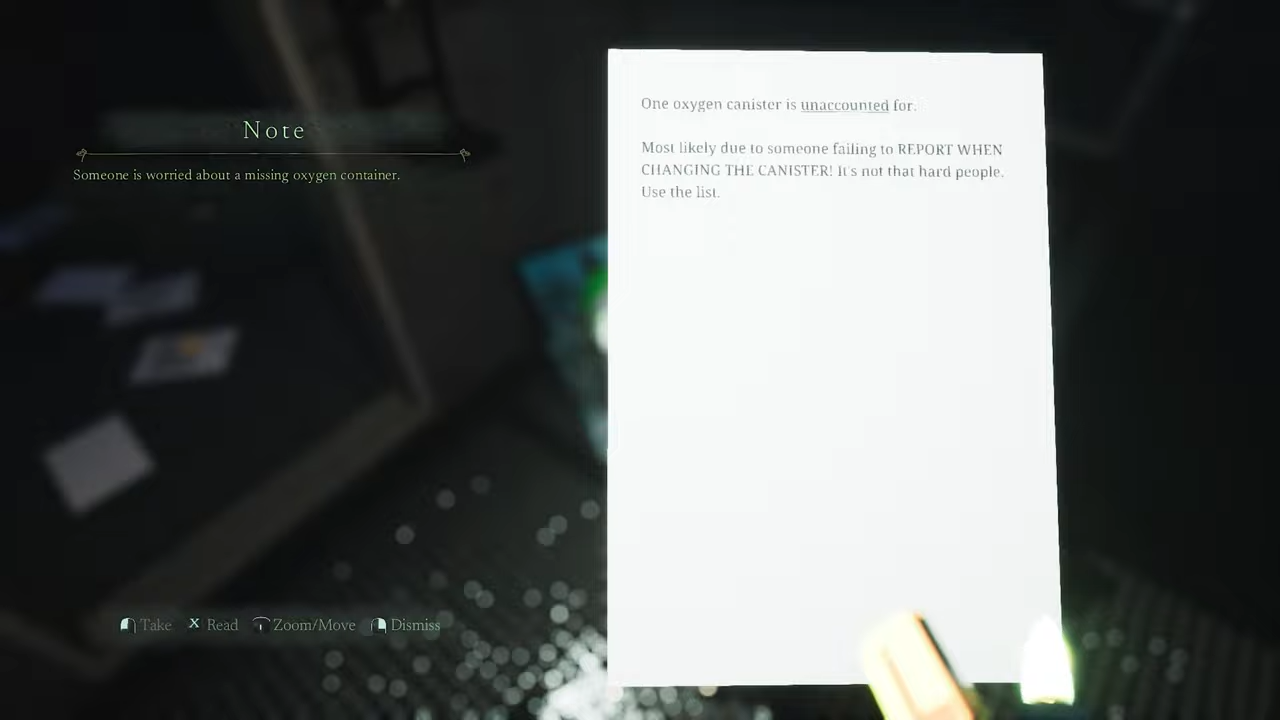 Note
Someone is worried about a missing oxygen container.
One oxygen canister is unaccounted for.
Most likely due to someone failing to REPORT WHEN
CHANGING THE CANISTER! It's not that hard people.
Use the list.
Take X Read Zoom/Move Dismiss